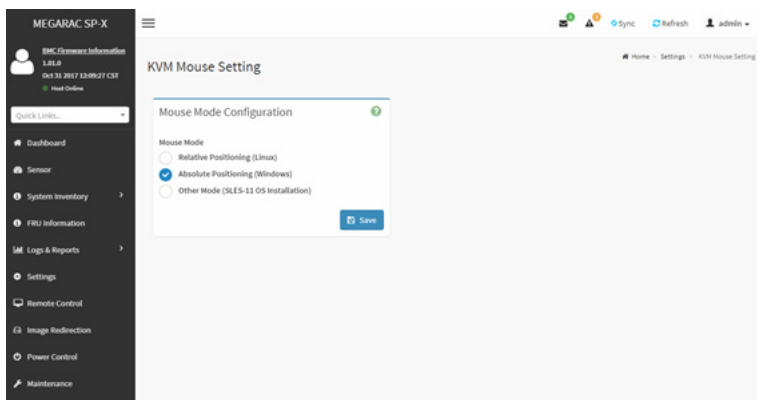 MEGARAC SP-X
Sync
Refresh
admin
BMC Firmware Information
1.01.0
Oct 31 2017 12:09:27 CST
Host Online
Quick Links...
Dashboard
Sensor
System Inventory
FRU Information
Logs & Reports
Settings
Remote Control
Image Redirection
Power Control
Maintenance
Home - Settings - KVM Mouse Setting
KVM Mouse Setting
Mouse Mode Configuration
Mouse Mode
Relative Positioning (Linux)
Absolute Positioning (Windows)
Other Mode (SLES-11 OS Installation)
Save